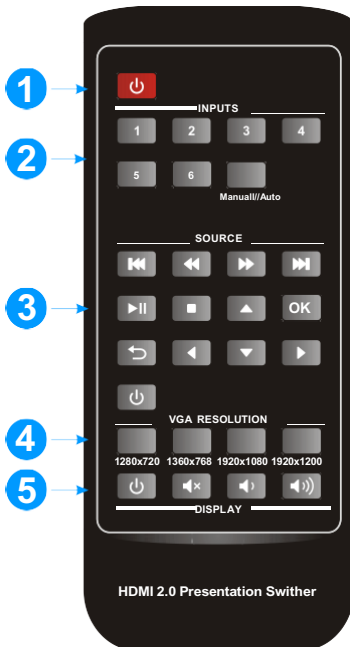 1
INPUTS
1 2 3 4
2
5 6
Manuall//Auto
SOURCE
3
OK
VGA RESOLUTION
4
1280x720 1360x768 1920x1080 1920x1200
5
DISPLAY
HDMI 2.0 Presentation Swither